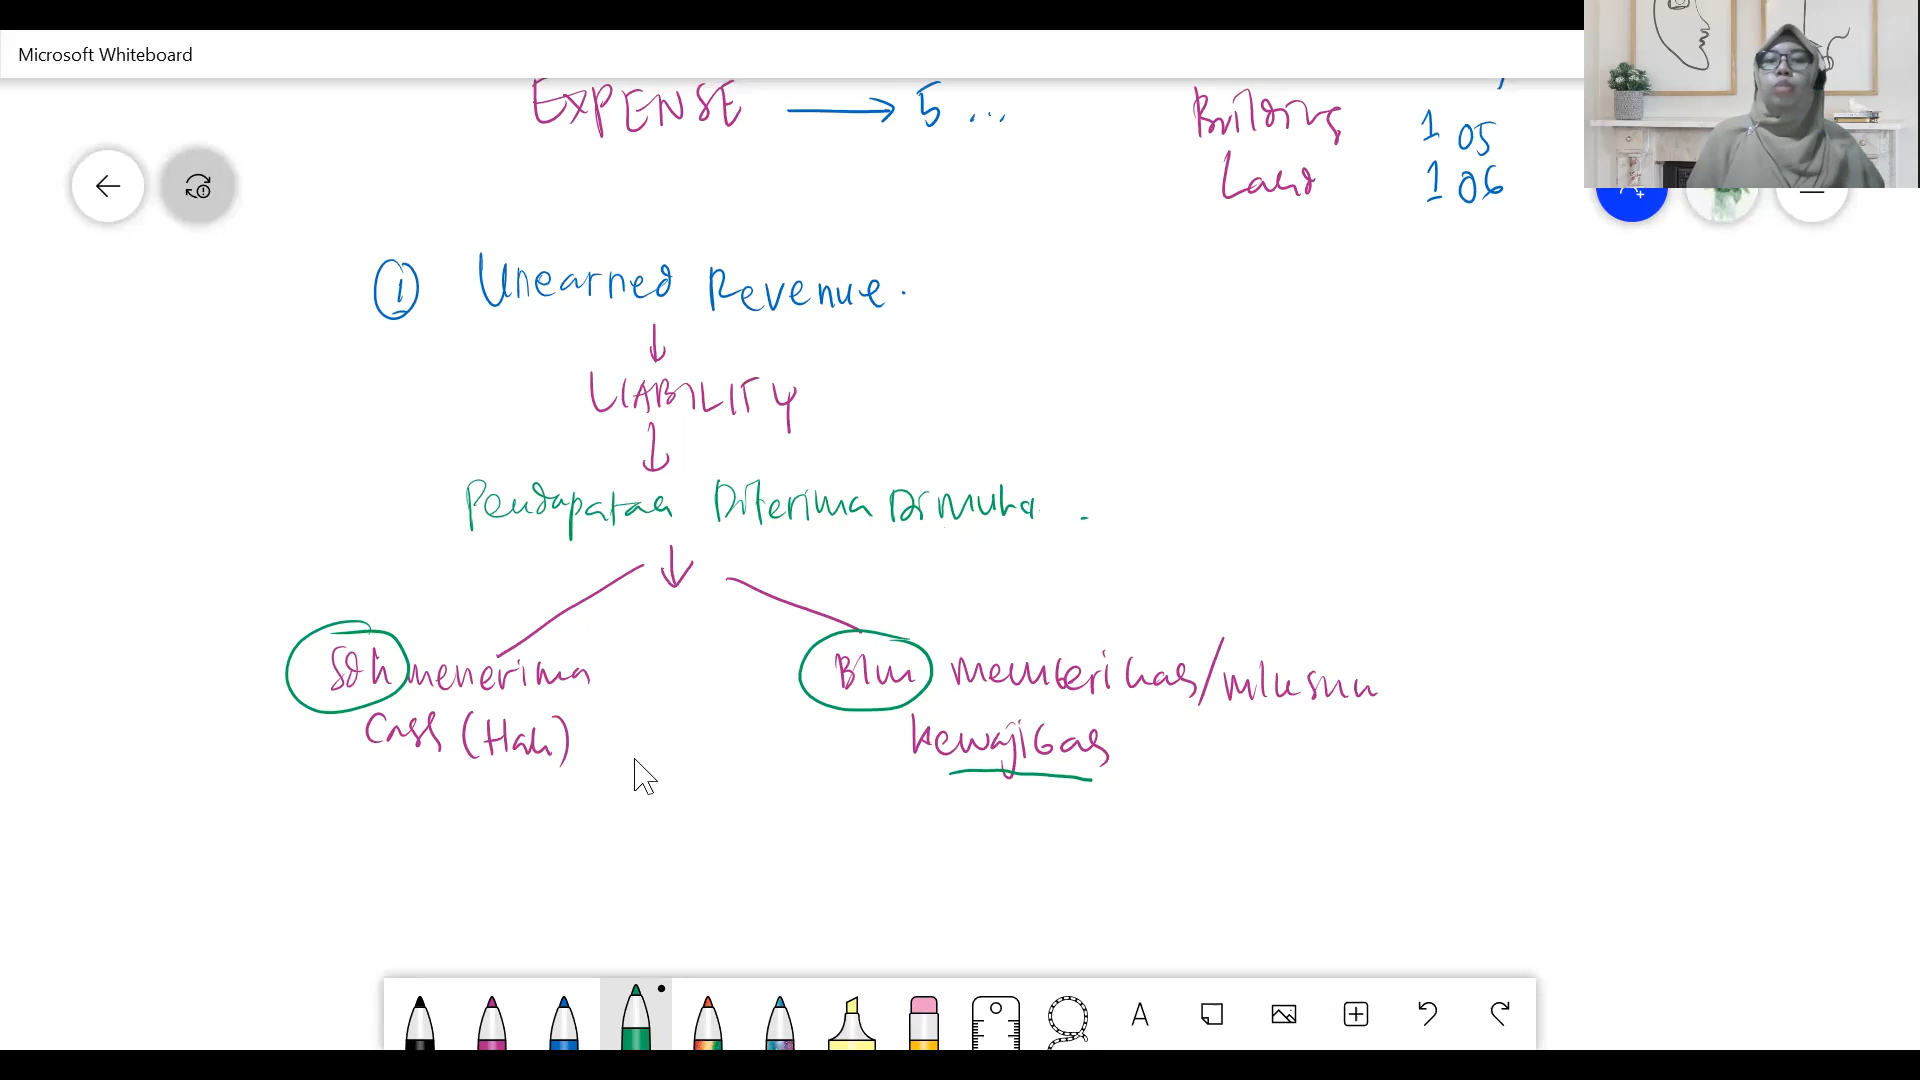 Microsoft Whiteboard
EXPENSE → 5 ...
Building 1 05
Land 1 06
1 Unearned Revenue.
↓
LIABILITY
↓
Pendapatan Diterima Dimuka.
↓
Sdh menerima
Cash (Hak)
Blm memberikan/
kewajiban
A